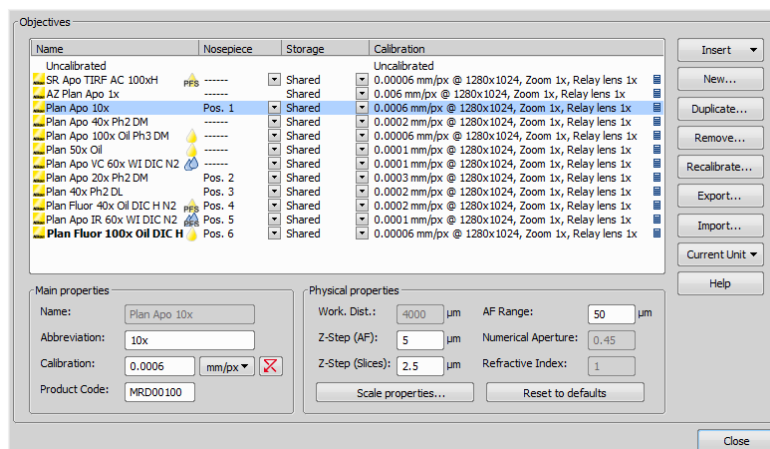 Objectives
Name Nosepiece Storage Calibration
Uncalibrated Uncalibrated
SR Apo TIRF AC 100xH PFS ------ Shared 0.00006 mm/px @ 1280x1024, Zoom 1x, Relay lens 1x
AZ Plan Apo 1x ------ Shared 0.006 mm/px @ 1280x1024, Zoom 1x, Relay lens 1x
Plan Apo 10x Pos. 1 Shared 0.0006 mm/px @ 1280x1024, Zoom 1x, Relay lens 1x
Plan Apo 40x Ph2 DM ------ Shared 0.0002 mm/px @ 1280x1024, Zoom 1x, Relay lens 1x
Plan Apo 100x Oil Ph3 DM ------ Shared 0.00006 mm/px @ 1280x1024, Zoom 1x, Relay lens 1x
Plan 50x Oil ------ Shared 0.0001 mm/px @ 1280x1024, Zoom 1x, Relay lens 1x
Plan Apo VC 60x WI DIC N2 ------ Shared 0.0001 mm/px @ 1280x1024, Zoom 1x, Relay lens 1x
Plan Apo 20x Ph2 DM Pos. 2 Shared 0.0003 mm/px @ 1280x1024, Zoom 1x, Relay lens 1x
Plan 40x Ph2 DL Pos. 3 Shared 0.0002 mm/px @ 1280x1024, Zoom 1x, Relay lens 1x
Plan Fluor 40x Oil DIC H N2 PFS Pos. 4 Shared 0.0002 mm/px @ 1280x1024, Zoom 1x, Relay lens 1x
Plan Apo IR 60x WI DIC N2 PFS Pos. 5 Shared 0.0001 mm/px @ 1280x1024, Zoom 1x, Relay lens 1x
Plan Fluor 100x Oil DIC H Pos. 6 Shared 0.00006 mm/px @ 1280x1024, Zoom 1x, Relay lens 1x
Insert
New...
Duplicate...
Remove...
Recalibrate...
Export...
Import...
Current Unit
Help
Main properties
Name: Plan Apo 10x
Abbreviation: 10x
Calibration: 0.0006 mm/px
Product Code: MRD00100
Physical properties
Work. Dist.: 4000 µm AF Range: 50 µm
Z-Step (AF): 5 µm Numerical Aperture: 0.45
Z-Step (Slices): 2.5 µm Refractive Index: 1
Scale properties... Reset to defaults
Close